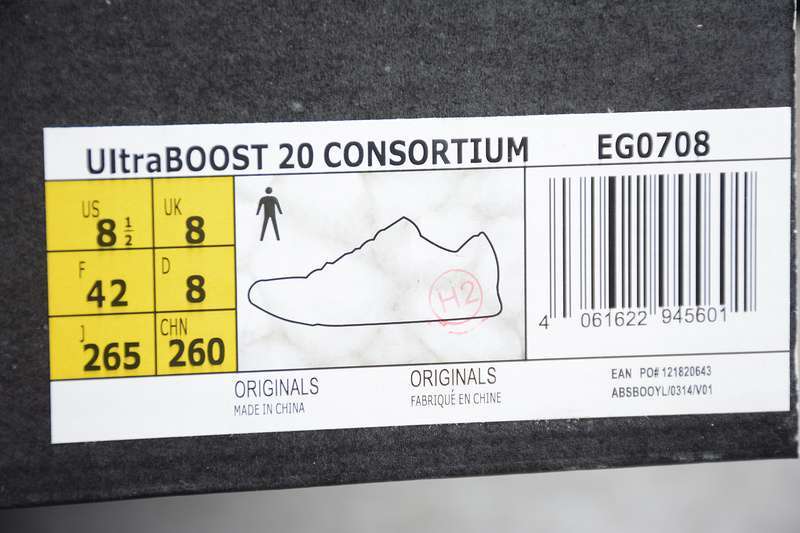 UltraBOOST 20 CONSORTIUM EG0708
US 8 1/2 UK 8
F 42 D 8
J 265 CHN 260
H2
4 061622 945601
ORIGINALS
MADE IN CHINA
ORIGINALS
FABRIQUÉ EN CHINE
EAN PO# 121820643
ABSBOOYL/0314/V01